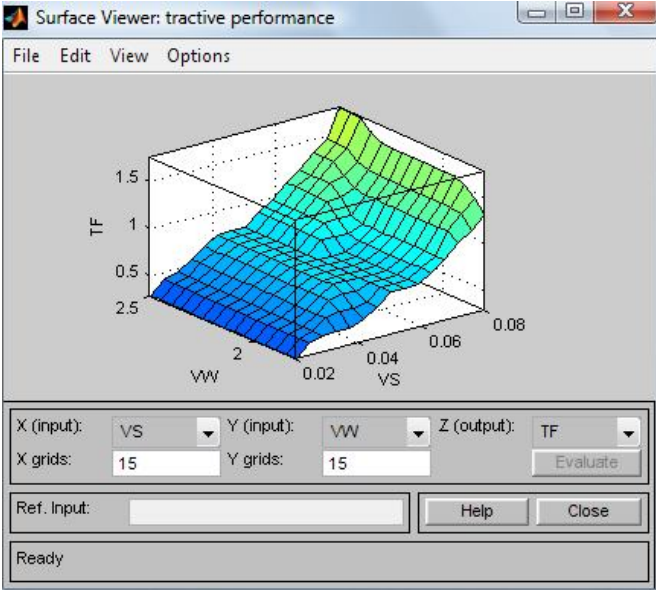 Surface Viewer: tractive performance
File Edit View Options
1.5
1
0.5
TF
2.5
2
VW
0.02
0.04
0.06
0.08
VS
X (input): VS Y (input): VW Z (output): TF
X grids: 15 Y grids: 15 Evaluate
Ref. Input: Help Close
Ready